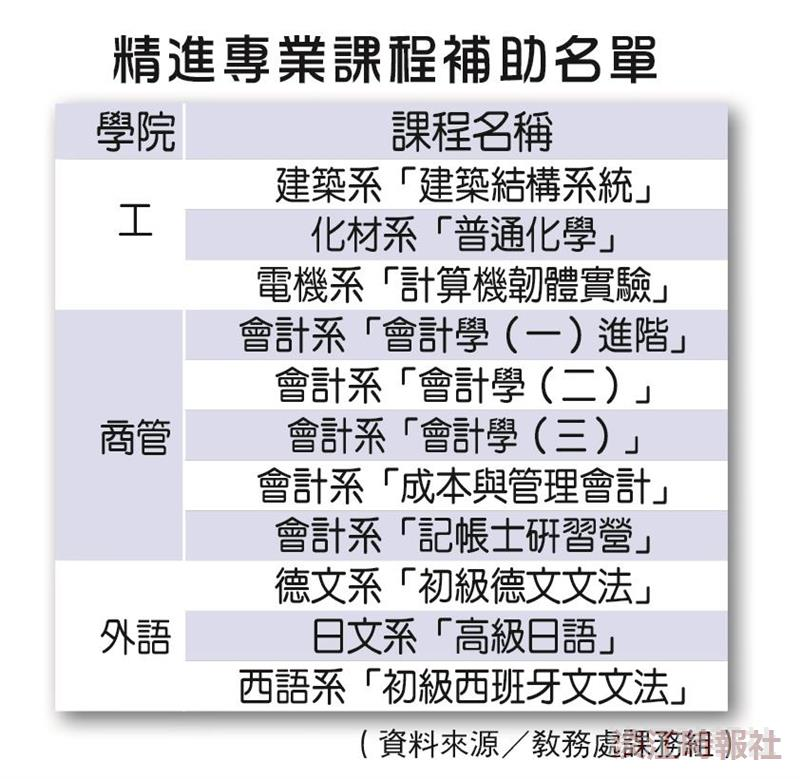 精進專業課程補助名單
學院 課程名稱
工
建築系「建築結構系統」
化材系「普通化學」
電機系「計算機韌體實驗」
商管
會計系「會計學（一）進階」
會計系「會計學（二）」
會計系「會計學（三）」
會計系「成本與管理會計」
會計系「記帳士研習營」
外語
德文系「初級德文文法」
日文系「高級日語」
西語系「初級西班牙文文法」
（資料來源／教務處課務組）
淡江時報社